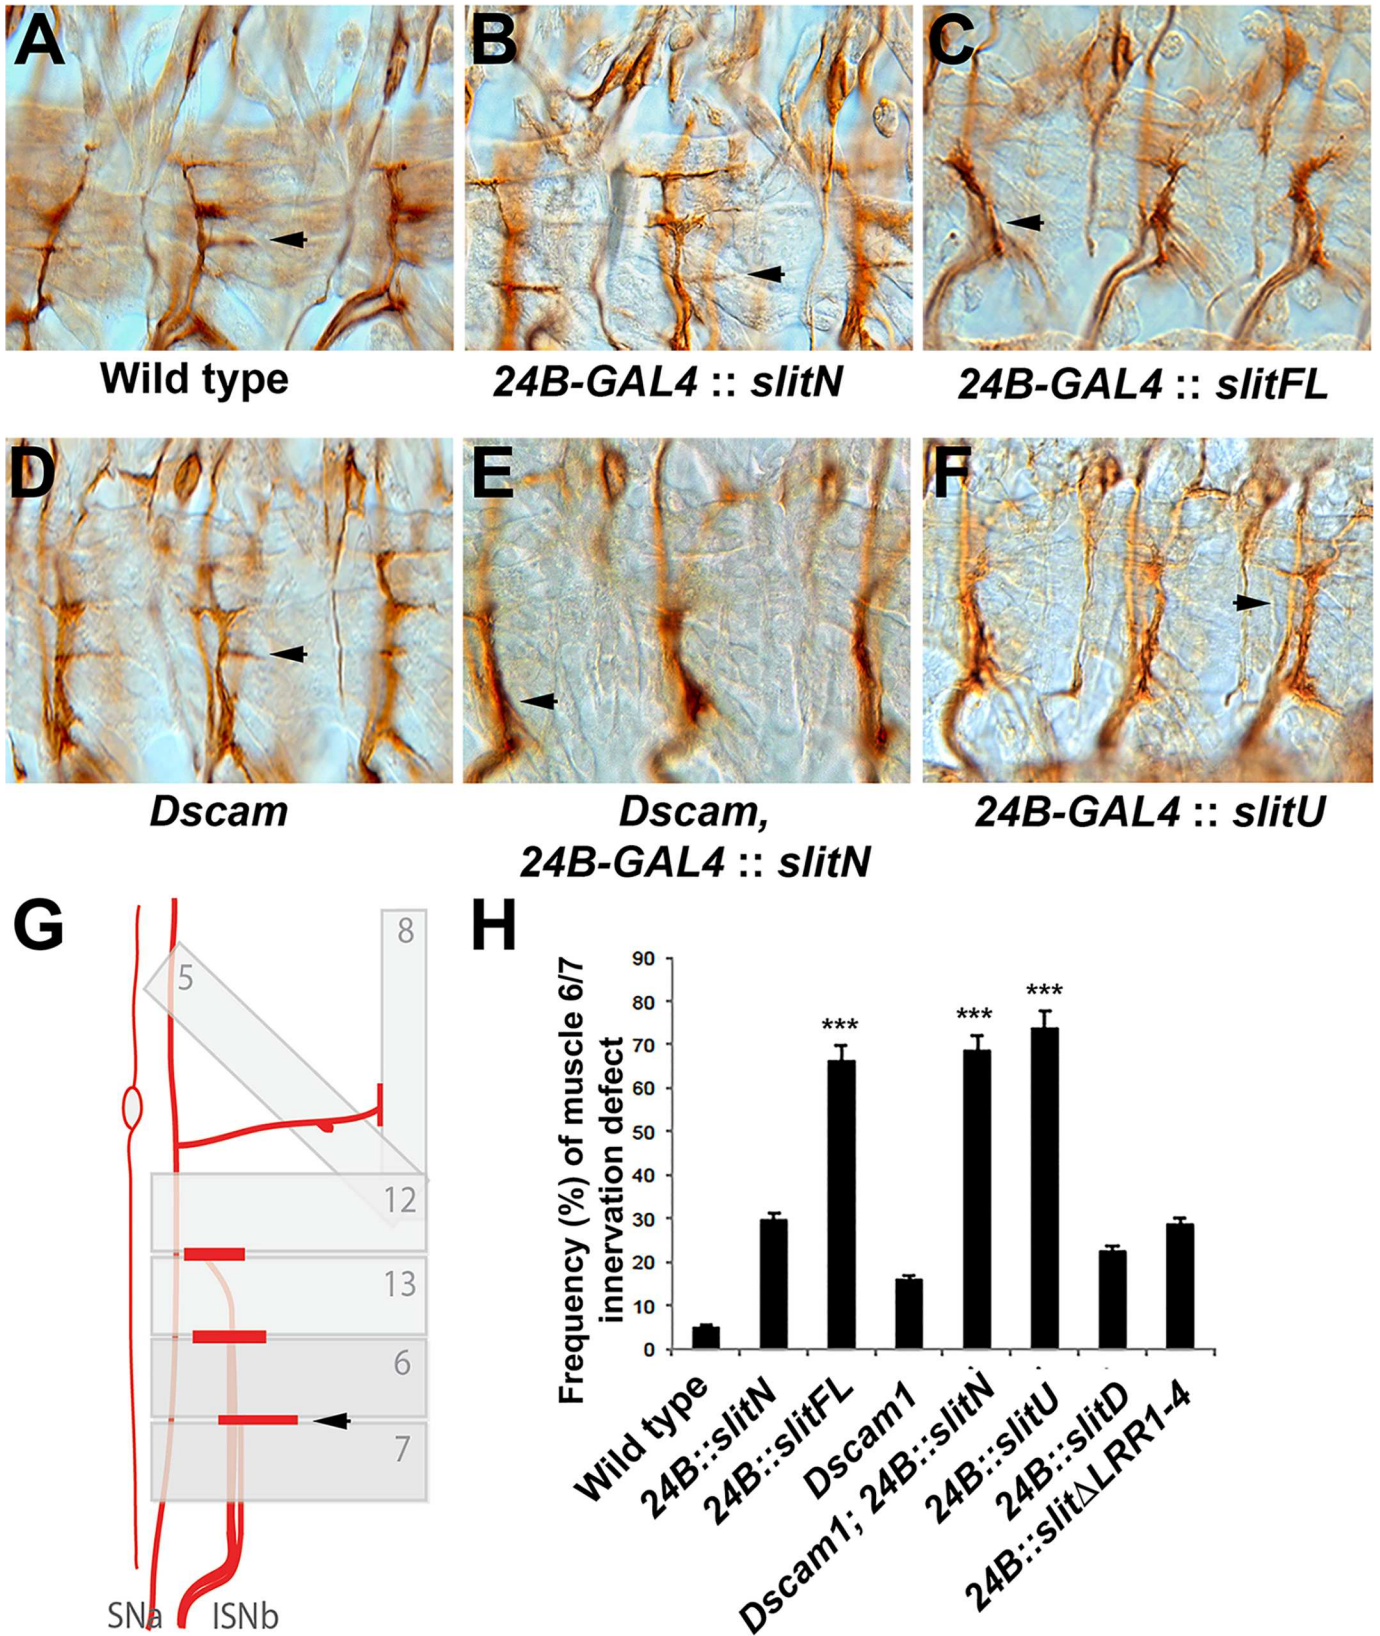 A
B
C
Wild type
24B-GAL4 :: slitN
24B-GAL4 :: slitFL
D
E
F
Dscam
Dscam,
24B-GAL4 :: slitN
24B-GAL4 :: slitU
G
8
5
12
13
6
7
SNa
ISNb
H
Frequency (%) of muscle 6/7
innervation defect
90
80
70
60
50
40
30
20
10
0
***
***
***
Wild type
24B::slitN
24B::slitFL
Dscam1
Dscam1; 24B::slitN
24B::slitU
24B::slitD
24B::slitΔLRR1-4